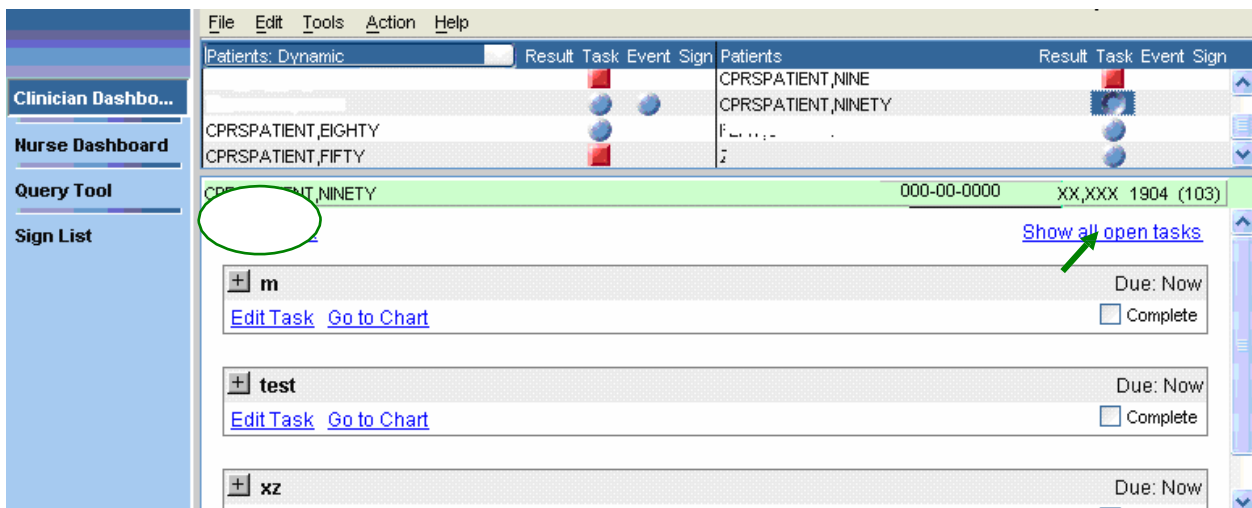 File Edit Tools Action Help
Patients: Dynamic Result Task Event Sign Patients Result Task Event Sign
CPRSPATIENT,NINE
CPRSPATIENT,NINETY
CPRSPATIENT,EIGHTY
CPRSPATIENT,FIFTY Z
Clinician Dashbo...
Nurse Dashboard
Query Tool
Sign List
,NINETY 000-00-0000 XX,XXX 1904 (103)
Show all open tasks
+ m Due: Now
Edit Task Go to Chart Complete
+ test Due: Now
Edit Task Go to Chart Complete
+ xz Due: Now